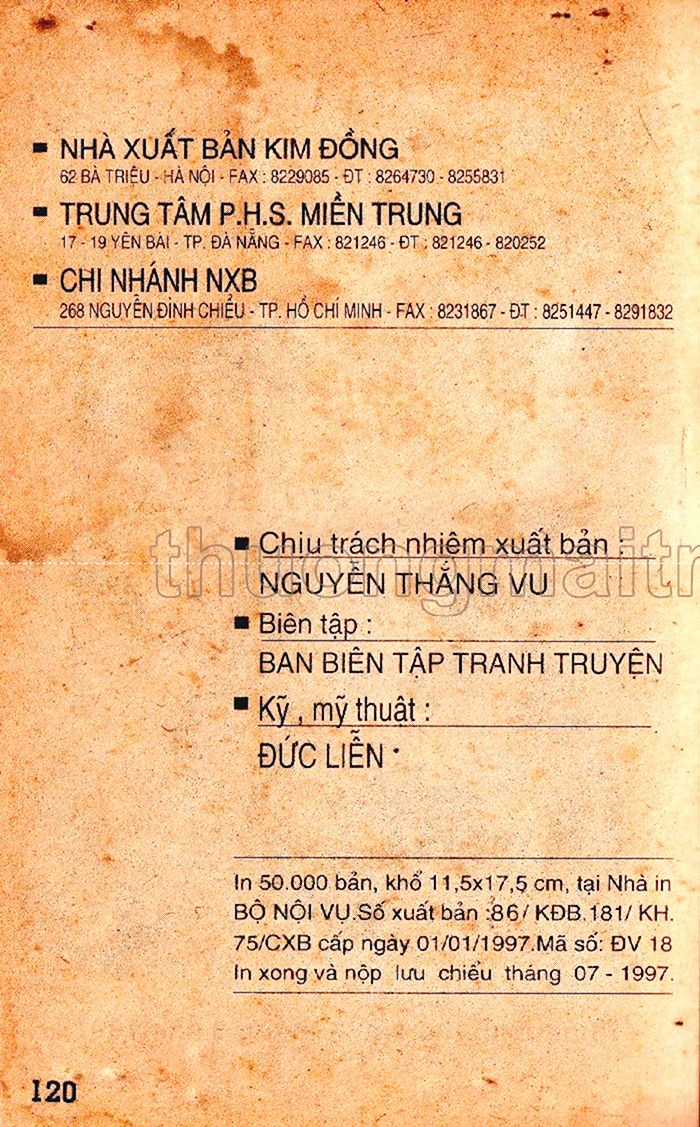 ▪ NHÀ XUẤT BẢN KIM ĐỒNG
62 BÀ TRIỆU - HÀ NỘI - FAX : 8229085 - ĐT : 8264730 - 8255831
▪ TRUNG TÂM P.H.S. MIỀN TRUNG
17 - 19 YÊN BÁI - TP. ĐÀ NẴNG - FAX : 821246 - ĐT : 821246 - 820252
▪ CHI NHÁNH NXB
268 NGUYỄN ĐÌNH CHIỂU - TP. HỒ CHÍ MINH - FAX : 8231867 - ĐT : 8251447 - 8291832
▪ Chịu trách nhiệm xuất bản :
thuongmaitr
NGUYỄN THẮNG VU
▪ Biên tập :
BAN BIÊN TẬP TRANH TRUYỆN
▪ Kỹ , mỹ thuật :
ĐỨC LIỄN
In 50.000 bản, khổ 11,5x17,5 cm, tại Nhà in
BỘ NỘI VỤ.Số xuất bản :86/ KĐB.181/ KH.
75/CXB cấp ngày 01/01/1997.Mã số: ĐV 18
In xong và nộp lưu chiểu tháng 07 - 1997.
120